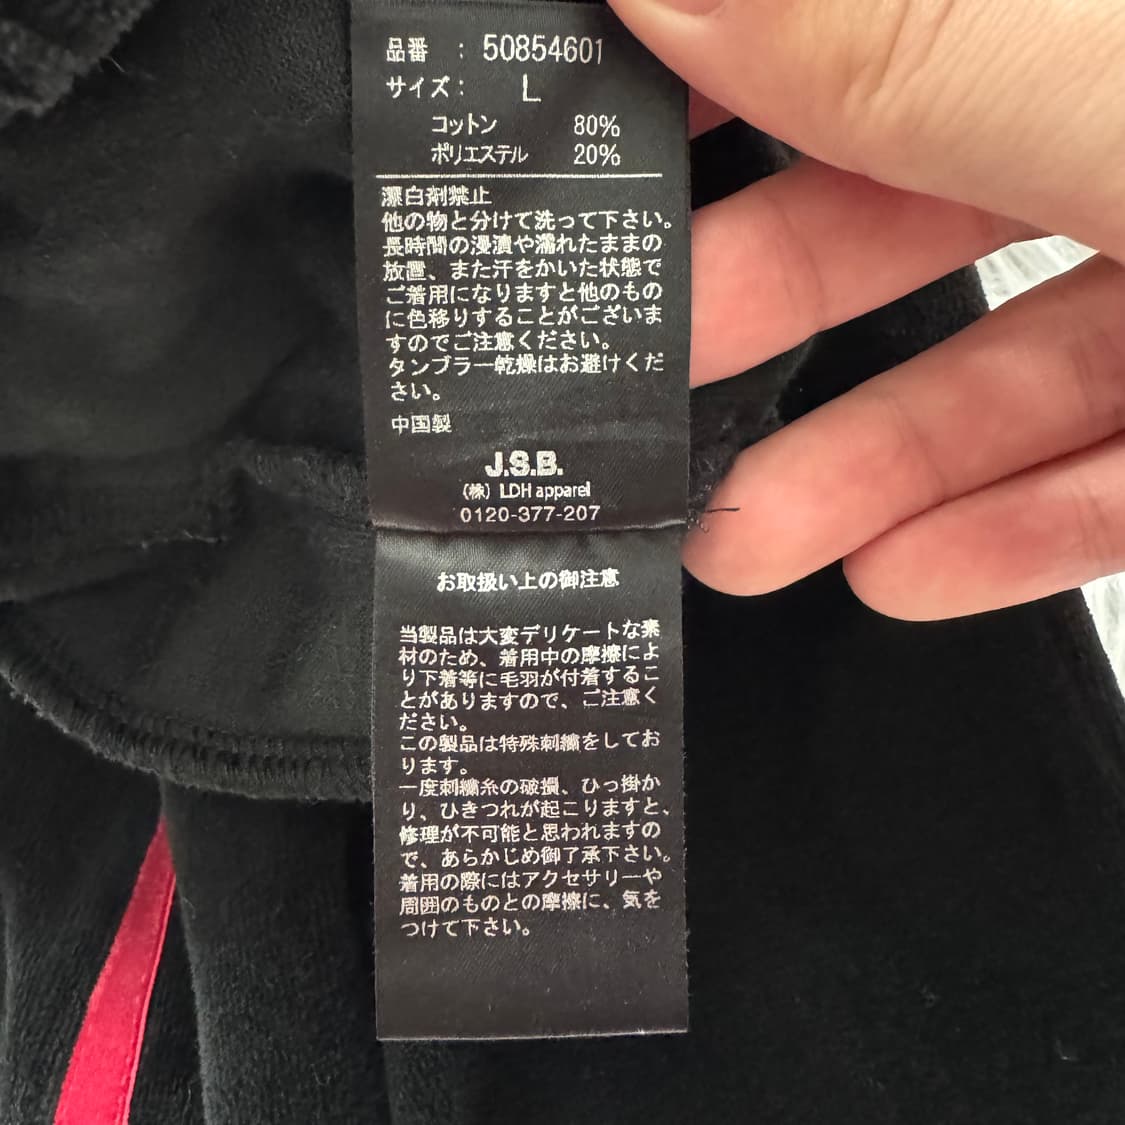 品番 : 50854601
サイズ: L
コットン 80%
ポリエステル 20%
漂白剤禁止
他の物と分けて洗って下さい。
長時間の浸漬や濡れたままの
放置、また汗をかいた状態で
ご着用になりますと他のもの
に色移りすることがございま
すのでご注意ください。
タンブラー乾燥はお避けくだ
さい。
中国製
J.S.B.
(株) LDH apparel
0120-377-207
お取扱い上の御注意
当製品は大変デリケートな素
材のため、着用中の摩擦によ
り下着等に毛羽が付着するこ
とがありますので、ご注意く
ださい。
この製品は特殊刺繍をしてお
ります。
一度刺繍糸の破損、ひっ掛か
り、ひきつれが起こりますと、
修理が不可能と思われますの
で、あらかじめ御了承下さい。
着用の際にはアクセサリーや
周囲のものとの摩擦に、気を
つけて下さい。